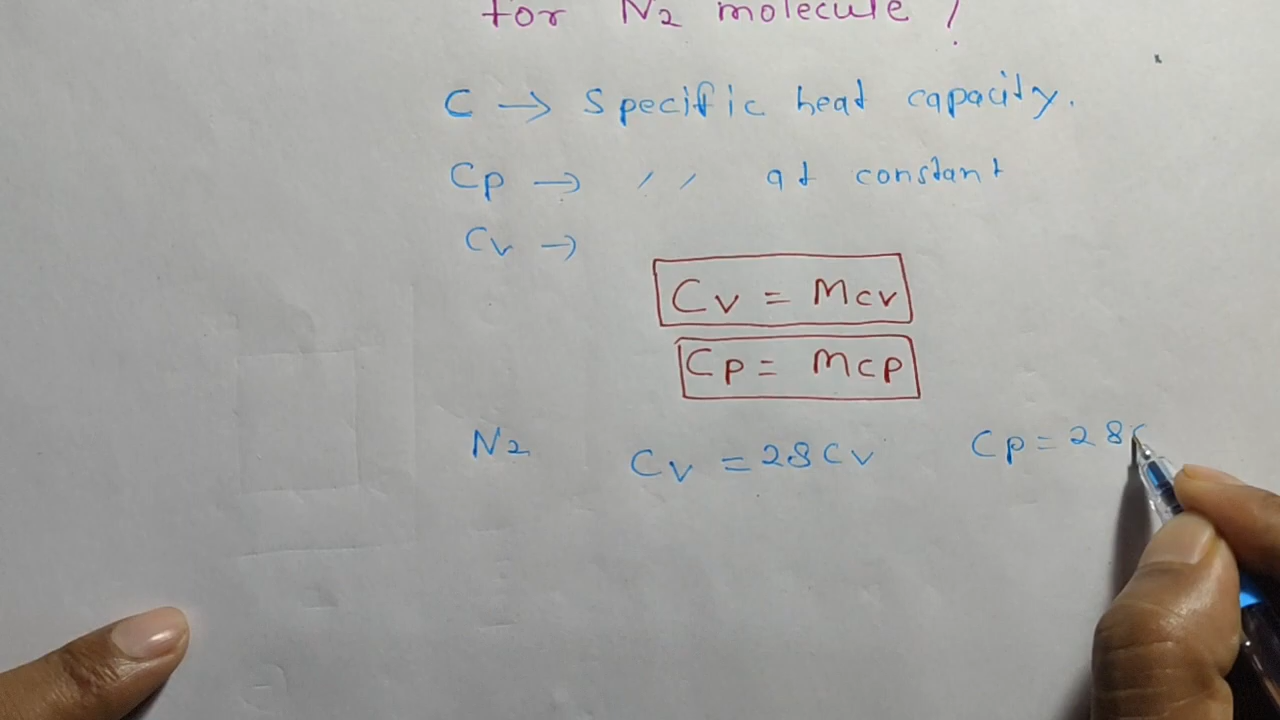 for N2 molecule?
C → Specific heat capacity.
Cp → 〃 at constant
Cv →
Cv = Mcv
Cp = Mcp
N2 Cv = 28Cv Cp = 28